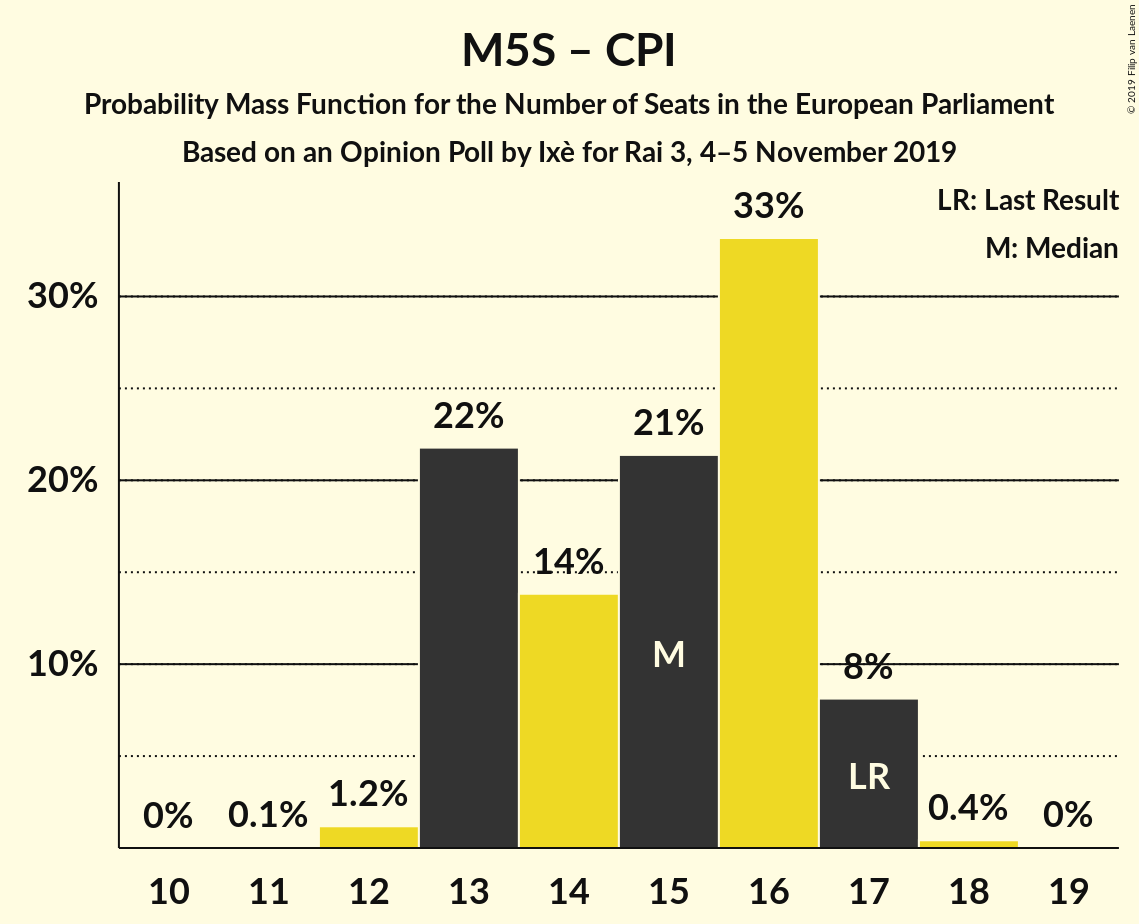 M5S – CPI
Probability Mass Function for the Number of Seats in the European Parliament
Based on an Opinion Poll by Ixè for Rai 3, 4–5 November 2019
© 2019 Filip van Laenen
LR: Last Result
M: Median
30%
20%
10%
0%
0.1%
1.2%
22%
14%
21%
33%
8%
0.4%
0%
M
LR
10 11 12 13 14 15 16 17 18 19